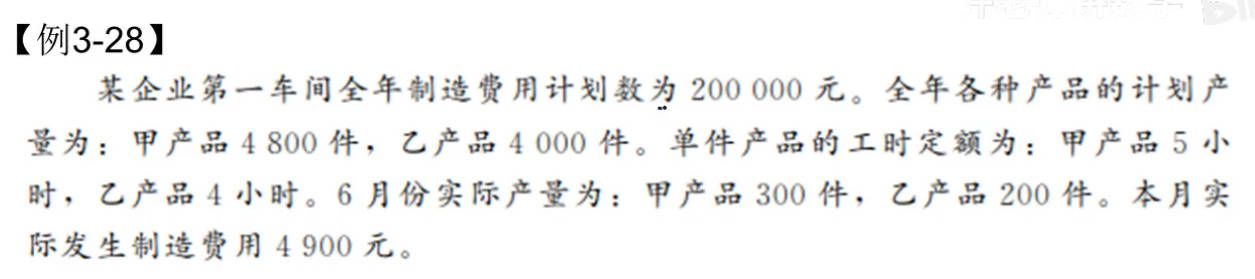 【例3-28】
某企业第一车间全年制造费用计划数为 200 000 元。全年各种产品的计划产
量为：甲产品 4 800 件，乙产品 4 000 件。单件产品的工时定额为：甲产品 5 小
时，乙产品 4 小时。6 月份实际产量为：甲产品 300 件，乙产品 200 件。本月实
际发生制造费用 4 900 元。